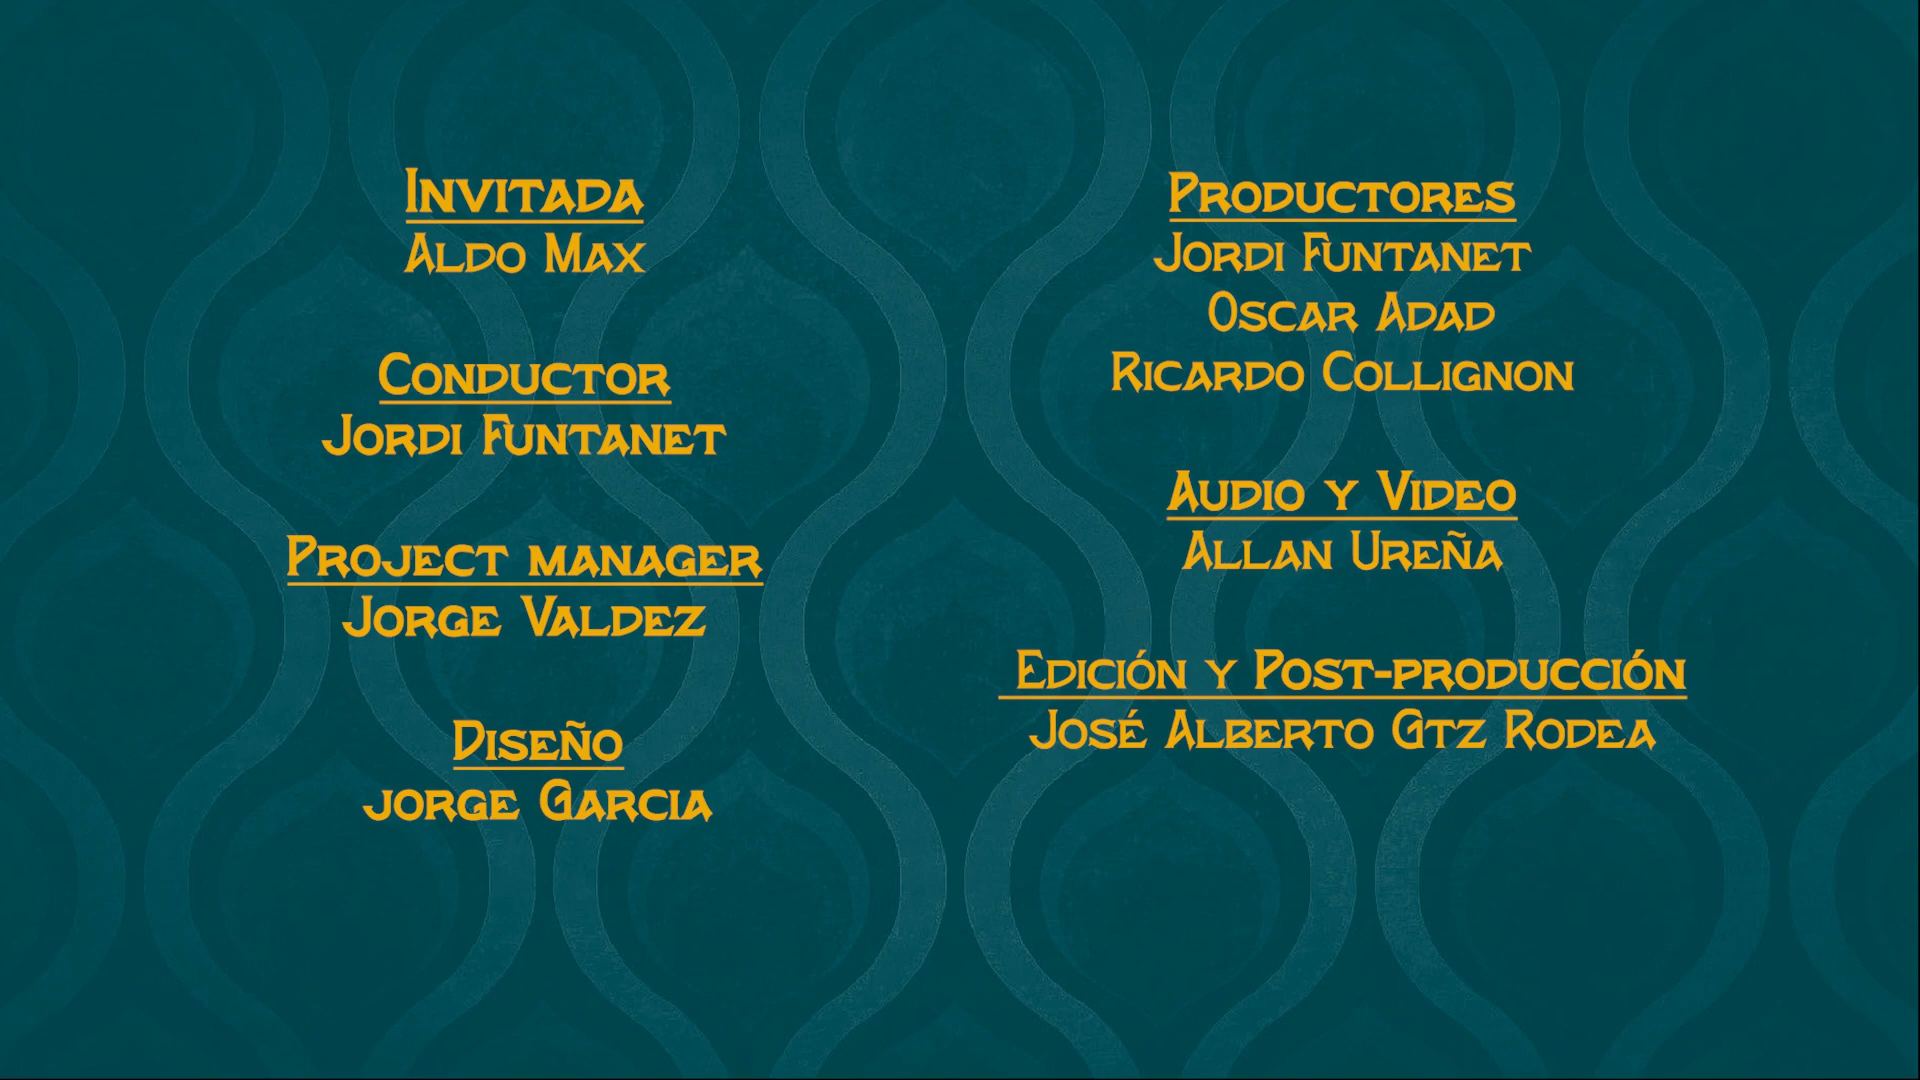 Invitada
Aldo Max
Conductor
Jordi Funtanet
Project manager
Jorge Valdez
Diseño
jorge Garcia
Productores
Jordi Funtanet
Oscar Adad
Ricardo Collignon
Audio y Video
Allan Ureña
Edición y Post-producción
José Alberto Gtz Rodea